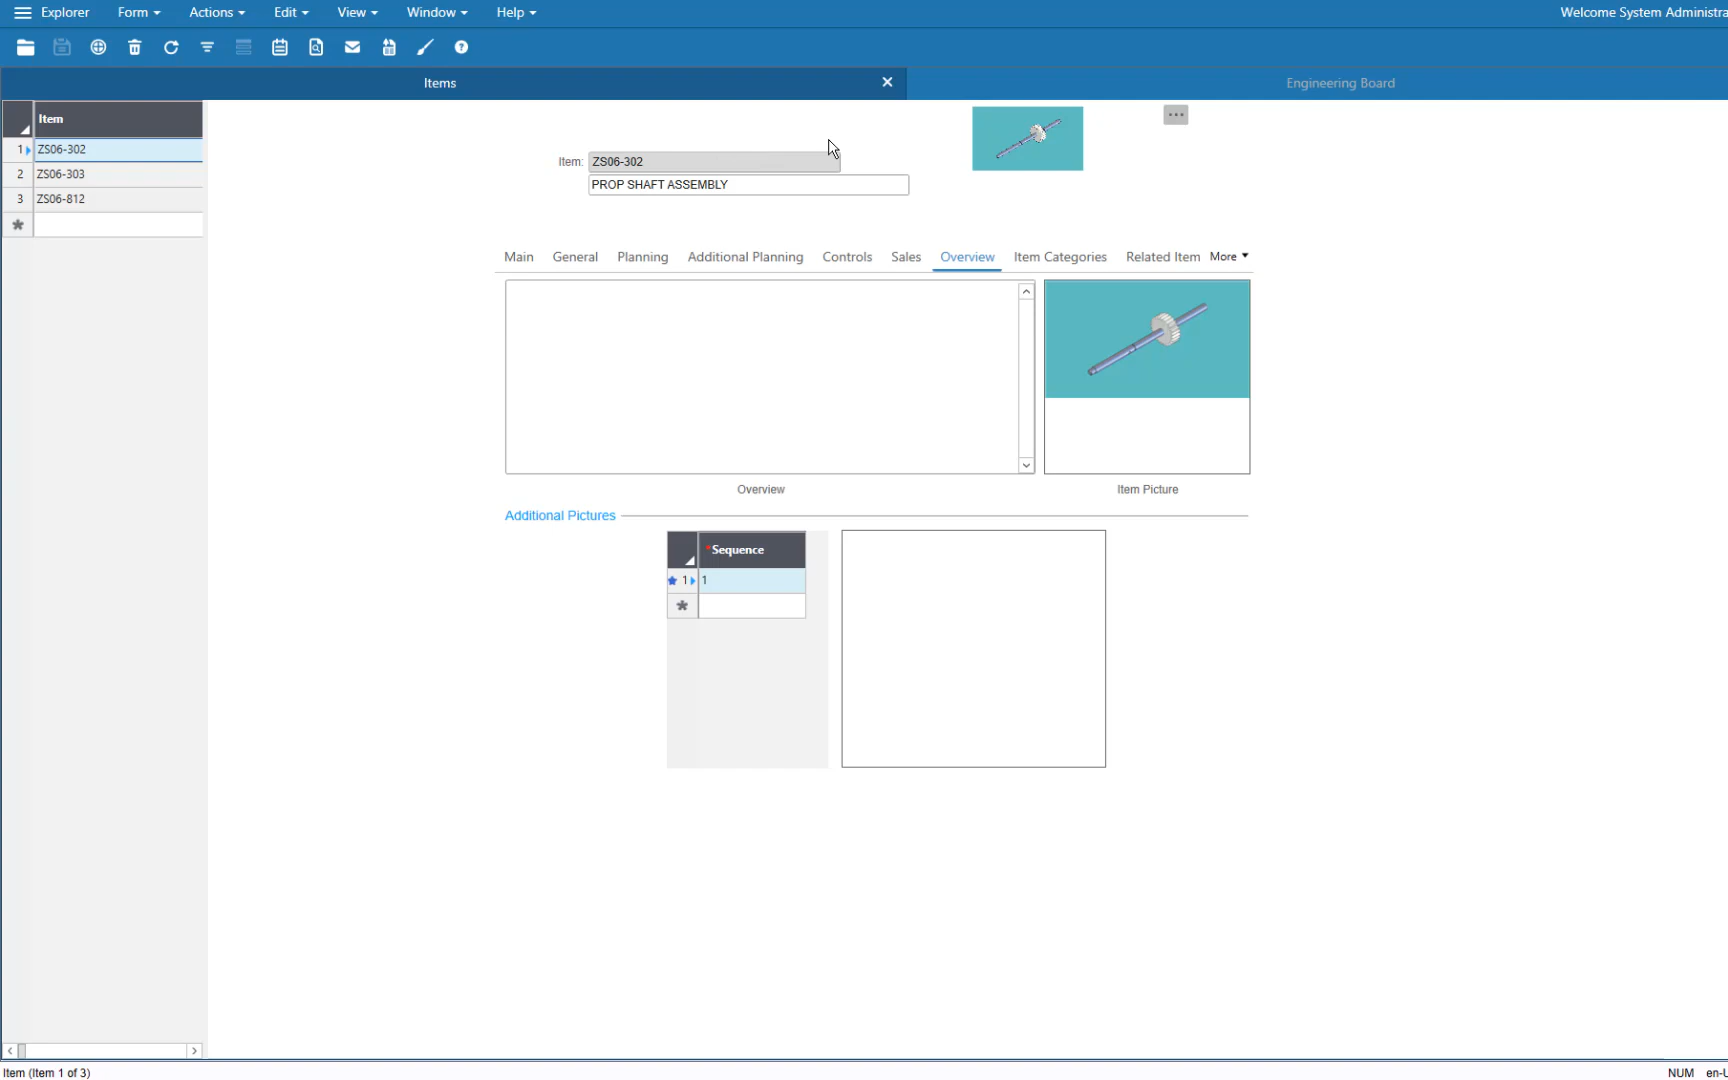 Explorer Form Actions Edit View Window Help Welcome System Administra
Items Engineering Board
Item
1 ZS06-302
2 ZS06-303
3 ZS06-812
Item: ZS06-302
PROP SHAFT ASSEMBLY
Main General Planning Additional Planning Controls Sales Overview Item Categories Related Item More
Overview Item Picture
Additional Pictures
*Sequence
1 1
Item (Item 1 of 3) NUM en-U